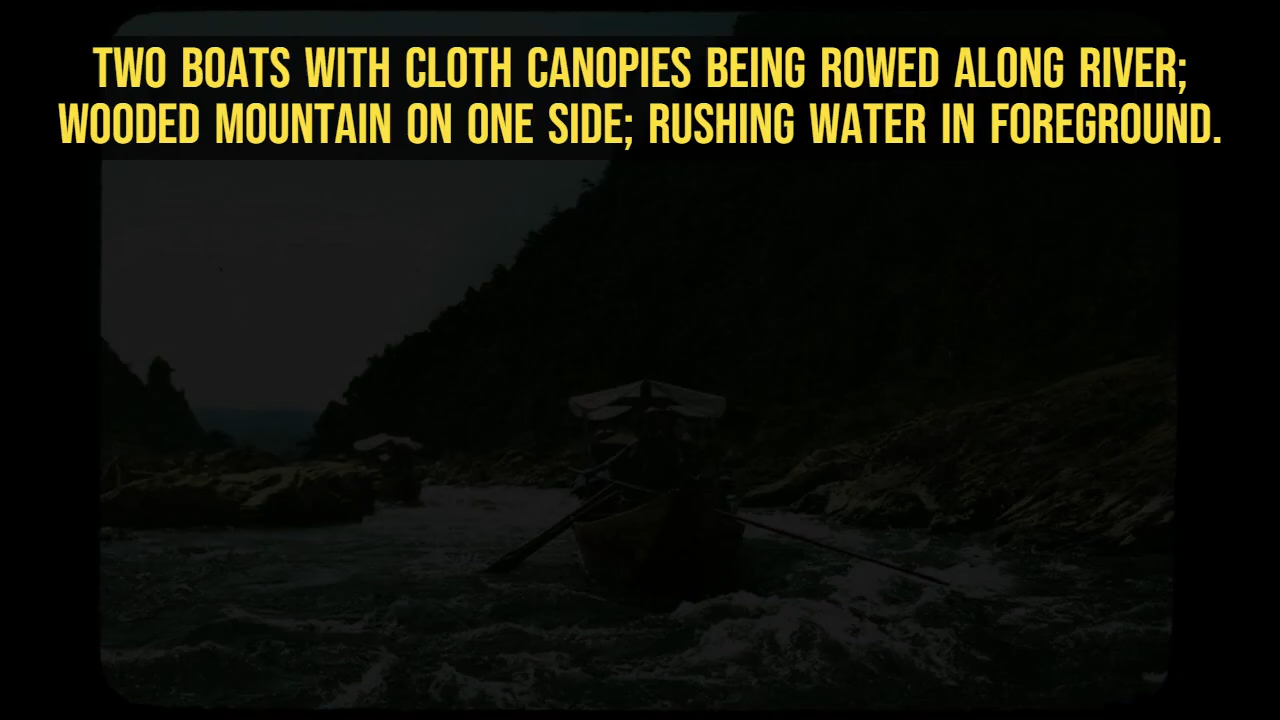 TWO BOATS WITH CLOTH CANOPIES BEING ROWED ALONG RIVER;
WOODED MOUNTAIN ON ONE SIDE; RUSHING WATER IN FOREGROUND.